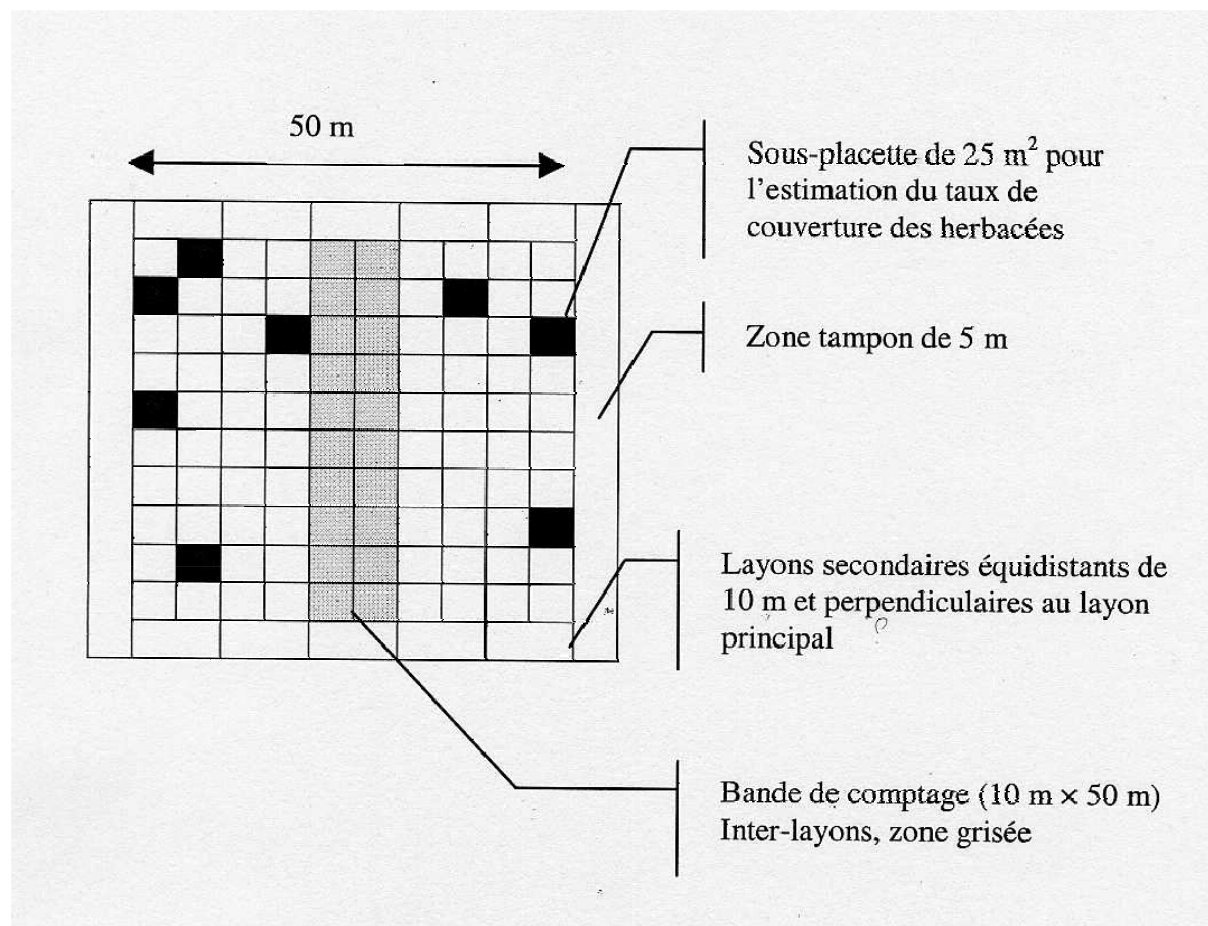 50 m
Sous-placette de 25 m² pour
l'estimation du taux de
couverture des herbacées
Zone tampon de 5 m
Layons secondaires équidistants de
10 m et perpendiculaires au layon
principal
Bande de comptage (10 m × 50 m)
Inter-layons, zone grisée